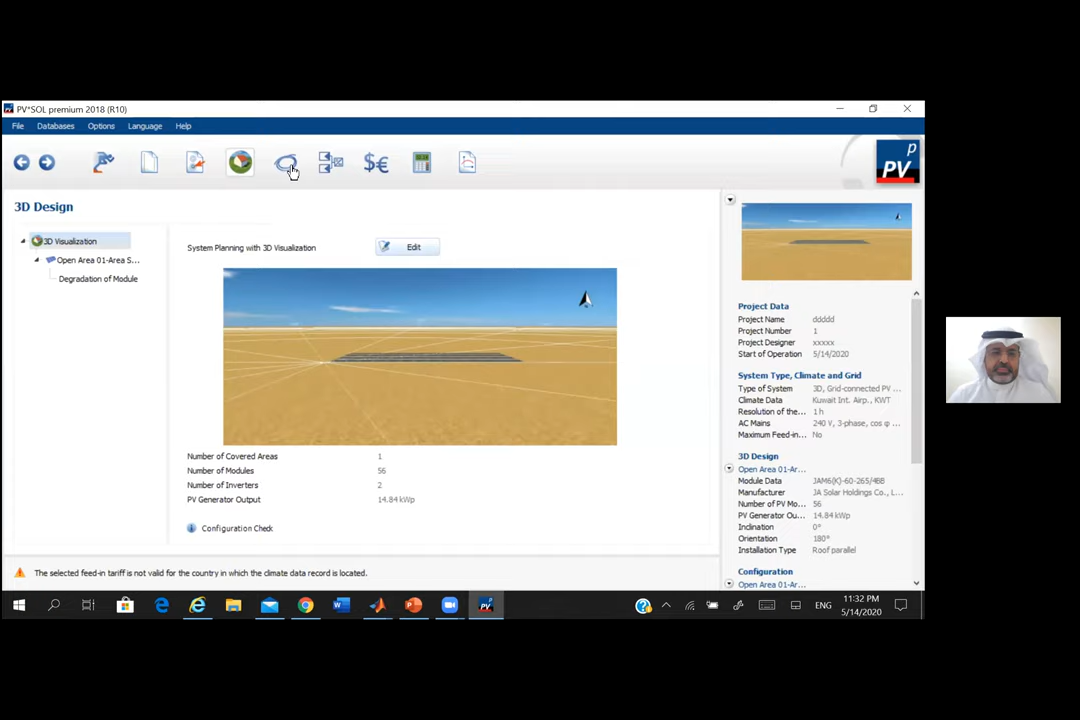 PV*SOL premium 2018 (R10)
File Databases Options Language Help
$€
P
PV
3D Design
3D Visualization
Open Area 01-Area S...
Degradation of Module
System Planning with 3D Visualization
Edit
Number of Covered Areas 1
Number of Modules 56
Number of Inverters 2
PV Generator Output 14.84 kWp
Configuration Check
The selected feed-in tariff is not valid for the country in which the climate data record is located.
Project Data
Project Name ddddd
Project Number 1
Project Designer xxxxx
Start of Operation 5/14/2020
System Type, Climate and Grid
Type of System 3D, Grid-connected PV ...
Climate Data Kuwait Int. Airp., KWT
Resolution of the... 1 h
AC Mains 240 V, 3-phase, cos φ ...
Maximum Feed-in... No
3D Design
Open Area 01-Ar...
Module Data JAM6(K)-60-265/4BB
Manufacturer JA Solar Holdings Co., L...
Number of PV Mo... 56
PV Generator Ou... 14.84 kWp
Inclination 0°
Orientation 180°
Installation Type Roof parallel
Configuration
Open Area 01-Ar...
ENG
11:32 PM
5/14/2020